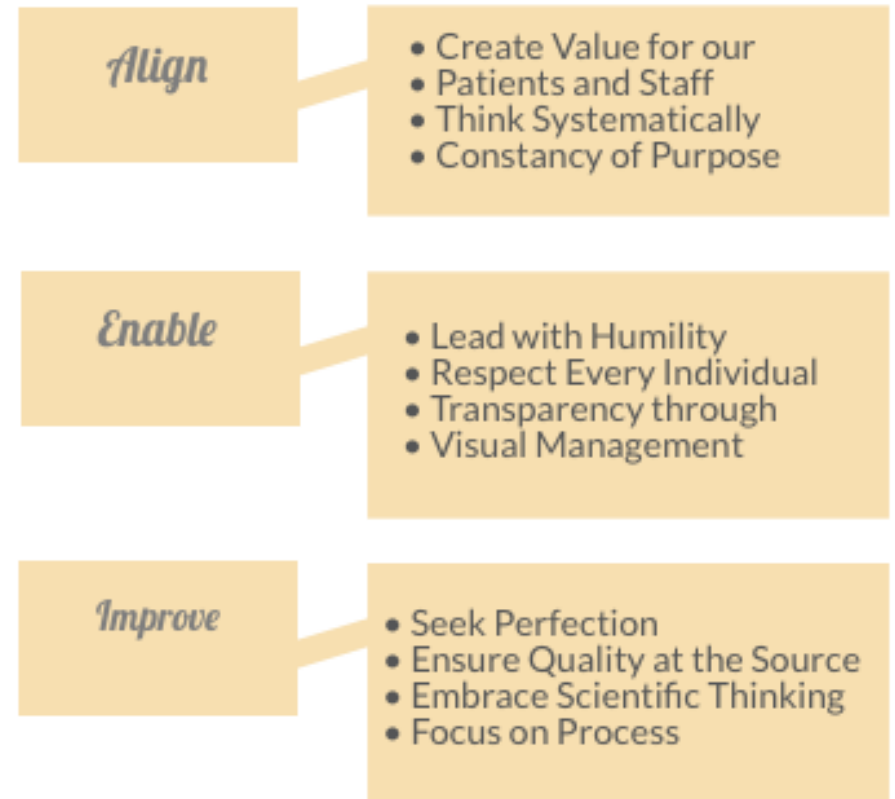 Align
• Create Value for our
• Patients and Staff
• Think Systematically
• Constancy of Purpose
Enable
• Lead with Humility
• Respect Every Individual
• Transparency through
• Visual Management
Improve
• Seek Perfection
• Ensure Quality at the Source
• Embrace Scientific Thinking
• Focus on Process